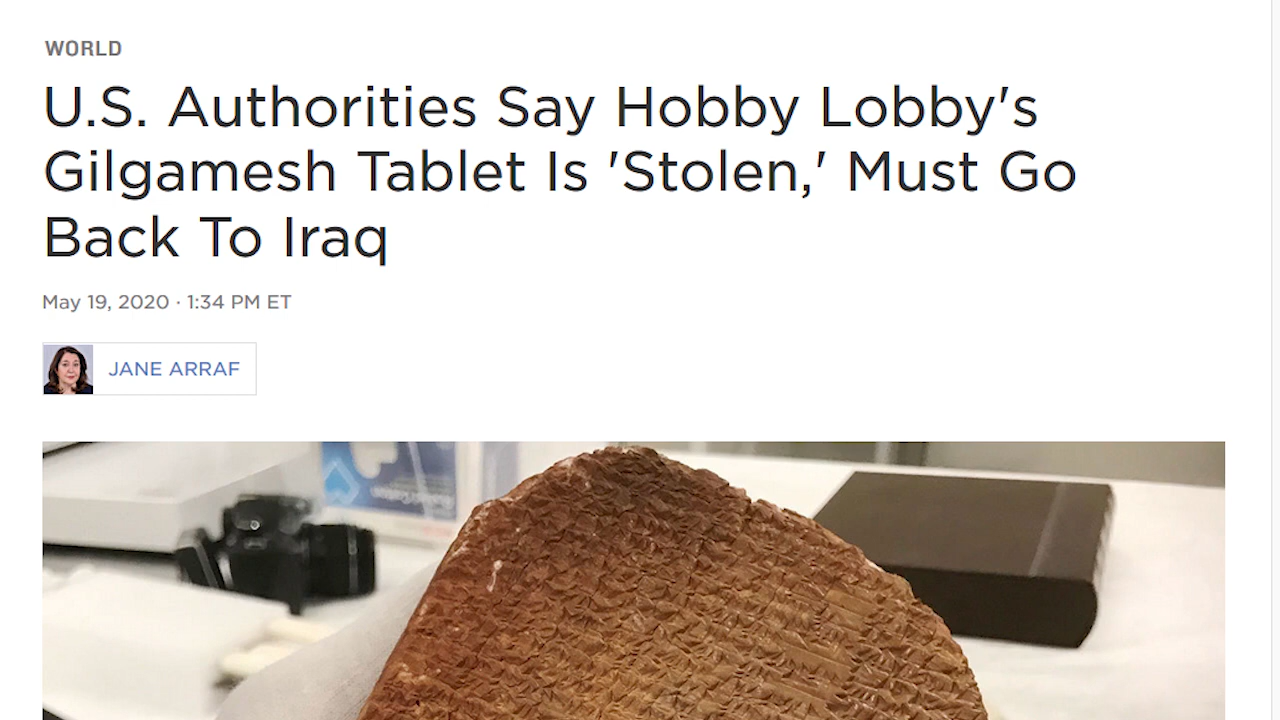 WORLD
U.S. Authorities Say Hobby Lobby's
Gilgamesh Tablet Is 'Stolen,' Must Go
Back To Iraq
May 19, 2020 · 1:34 PM ET
JANE ARRAF